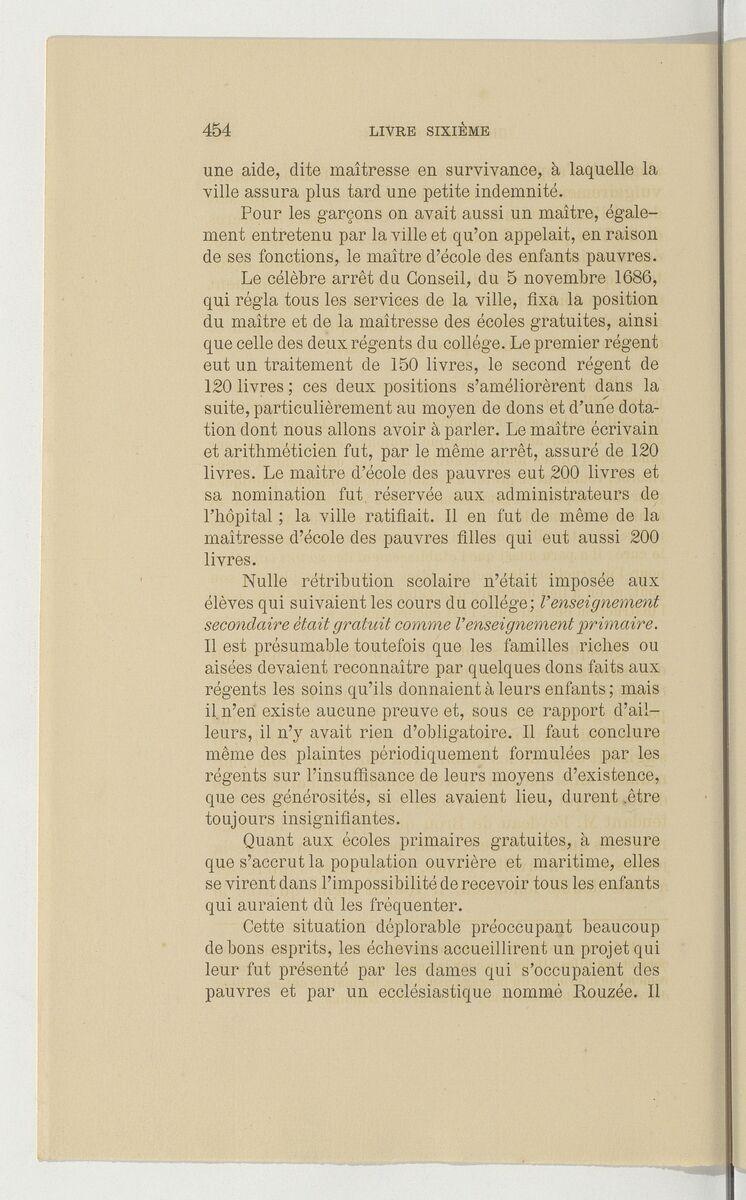 454 LIVRE SIXIÈME
une aide, dite maîtresse en survivance, à laquelle la
ville assura plus tard une petite indemnité.
Pour les garçons on avait aussi un maître, égale-
ment entretenu par la ville et qu'on appelait, en raison
de ses fonctions, le maître d'école des enfants pauvres.
Le célèbre arrêt du Conseil, du 5 novembre 1686,
qui régla tous les services de la ville, fixa la position
du maître et de la maîtresse des écoles gratuites, ainsi
que celle des deux régents du collége. Le premier régent
eut un traitement de 150 livres, le second régent de
120 livres ; ces deux positions s'améliorèrent dans la
suite, particulièrement au moyen de dons et d'une dota-
tion dont nous allons avoir à parler. Le maître écrivain
et arithméticien fut, par le même arrêt, assuré de 120
livres. Le maître d'école des pauvres eut 200 livres et
sa nomination fut réservée aux administrateurs de
l'hôpital ; la ville ratifiait. Il en fut de même de la
maîtresse d'école des pauvres filles qui eut aussi 200
livres.
Nulle rétribution scolaire n'était imposée aux
élèves qui suivaient les cours du collége ; l'enseignement
secondaire était gratuit comme l'enseignement primaire.
Il est présumable toutefois que les familles riches ou
aisées devaient reconnaître par quelques dons faits aux
régents les soins qu'ils donnaient à leurs enfants ; mais
il n'en existe aucune preuve et, sous ce rapport d'ail-
leurs, il n'y avait rien d'obligatoire. Il faut conclure
même des plaintes périodiquement formulées par les
régents sur l'insuffisance de leurs moyens d'existence,
que ces générosités, si elles avaient lieu, durent être
toujours insignifiantes.
Quant aux écoles primaires gratuites, à mesure
que s'accrut la population ouvrière et maritime, elles
se virent dans l'impossibilité de recevoir tous les enfants
qui auraient dû les fréquenter.
Cette situation déplorable préoccupant beaucoup
de bons esprits, les échevins accueillirent un projet qui
leur fut présenté par les dames qui s'occupaient des
pauvres et par un ecclésiastique nommé Rouzée. Il